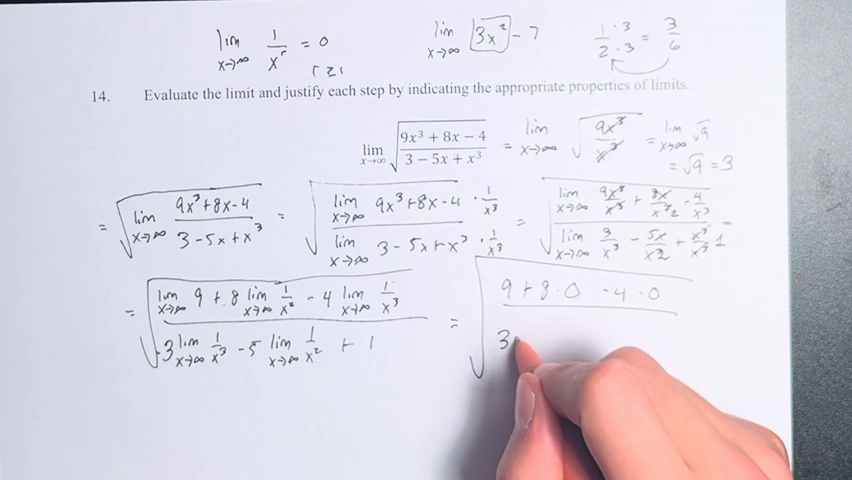 lim x→∞ 1/x^r = 0    lim x→∞ 3x² - 7    1·3/2·3 = 3/6
r ≥ 1
14. Evaluate the limit and justify each step by indicating the appropriate properties of limits.
lim x→∞ √((9x³ + 8x − 4)/(3 − 5x + x³)) = lim x→∞ √(9x³/x³) = lim x→∞ √9
= √9 = 3
= √(lim x→∞ (9x³+8x-4)/(3-5x+x³)) = √((lim x→∞ 9x³+8x-4 · 1/x³)/(lim x→∞ 3-5x+x³ · 1/x³)) = √((lim x→∞ 9x³/x³ + 8x/x³2 - 4/x³)/(lim x→∞ 3/x³ - 5x/x2 + x³/x³ 1)) =
= √((lim x→∞ 9 + 8 lim x→∞ 1/x² - 4 lim x→∞ 1/x³)/(3 lim x→∞ 1/x³ - 5 lim x→∞ 1/x² + 1)) = √((9+8·0 -4·0)/(3